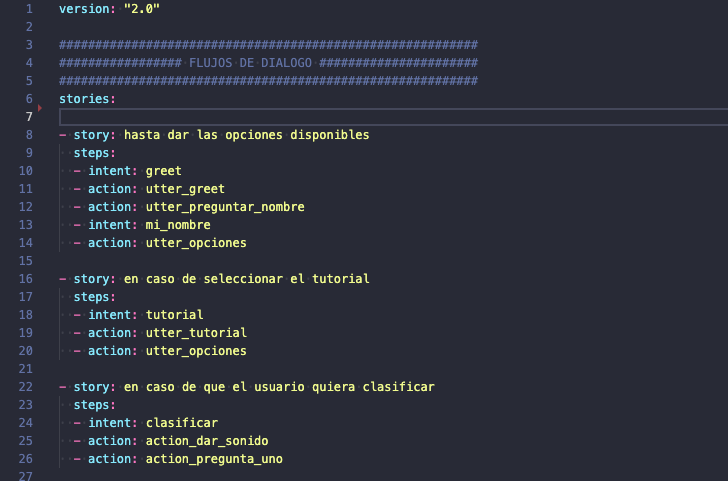 1 version: "2.0"
2
3 ##########################################################
4 ################# FLUJOS DE DIALOGO ######################
5 ##########################################################
6 stories:
7
8 - story: hasta dar las opciones disponibles
9 steps:
10 - intent: greet
11 - action: utter_greet
12 - action: utter_preguntar_nombre
13 - intent: mi_nombre
14 - action: utter_opciones
15
16 - story: en caso de seleccionar el tutorial
17 steps:
18 - intent: tutorial
19 - action: utter_tutorial
20 - action: utter_opciones
21
22 - story: en caso de que el usuario quiera clasificar
23 steps:
24 - intent: clasificar
25 - action: action_dar_sonido
26 - action: action_pregunta_uno
27